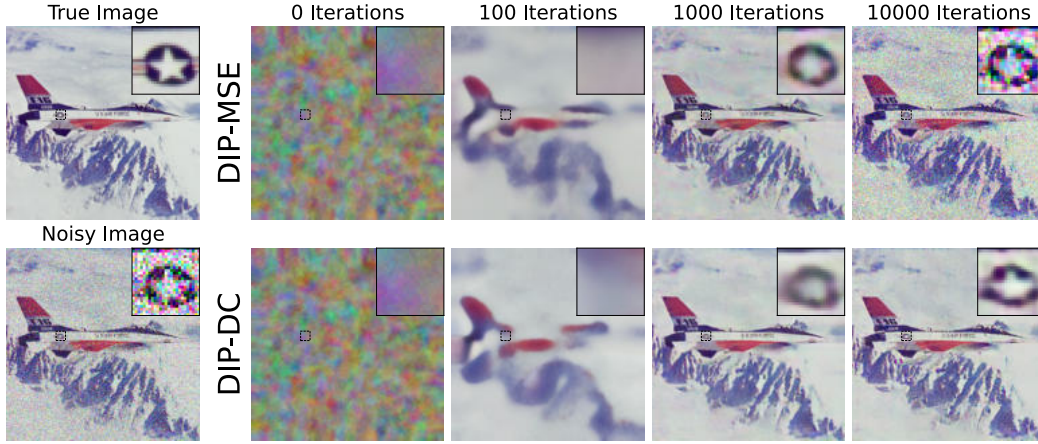 True Image
0 Iterations
100 Iterations
1000 Iterations
10000 Iterations
DIP-MSE
Noisy Image
DIP-DC